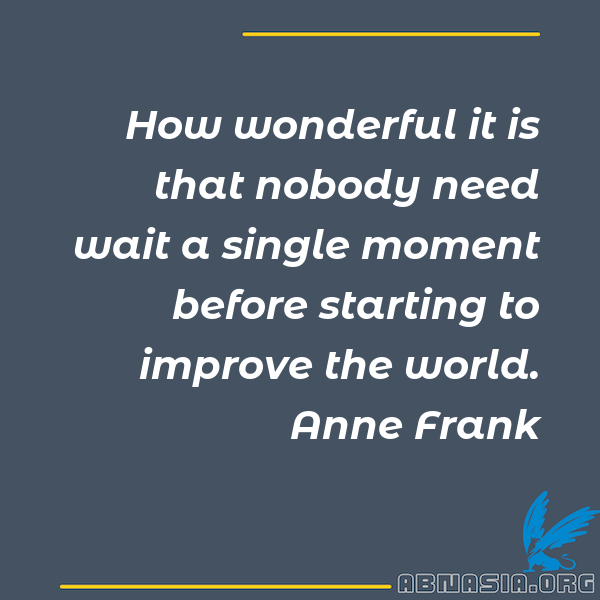 How wonderful it is
that nobody need
wait a single moment
before starting to
improve the world.
Anne Frank
ABNASIA.ORG